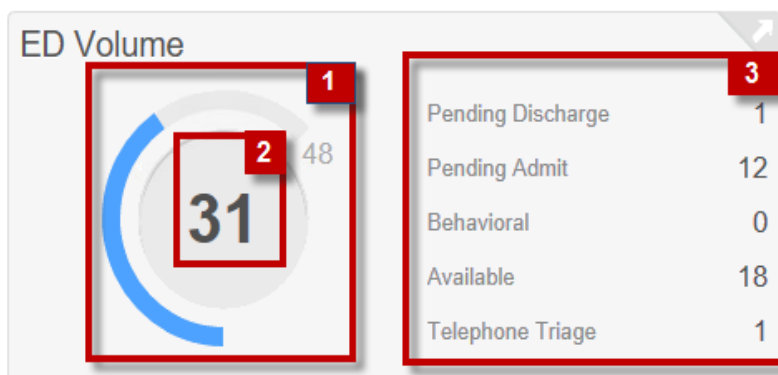 ED Volume
1
2
48
31
3
Pending Discharge 1
Pending Admit 12
Behavioral 0
Available 18
Telephone Triage 1